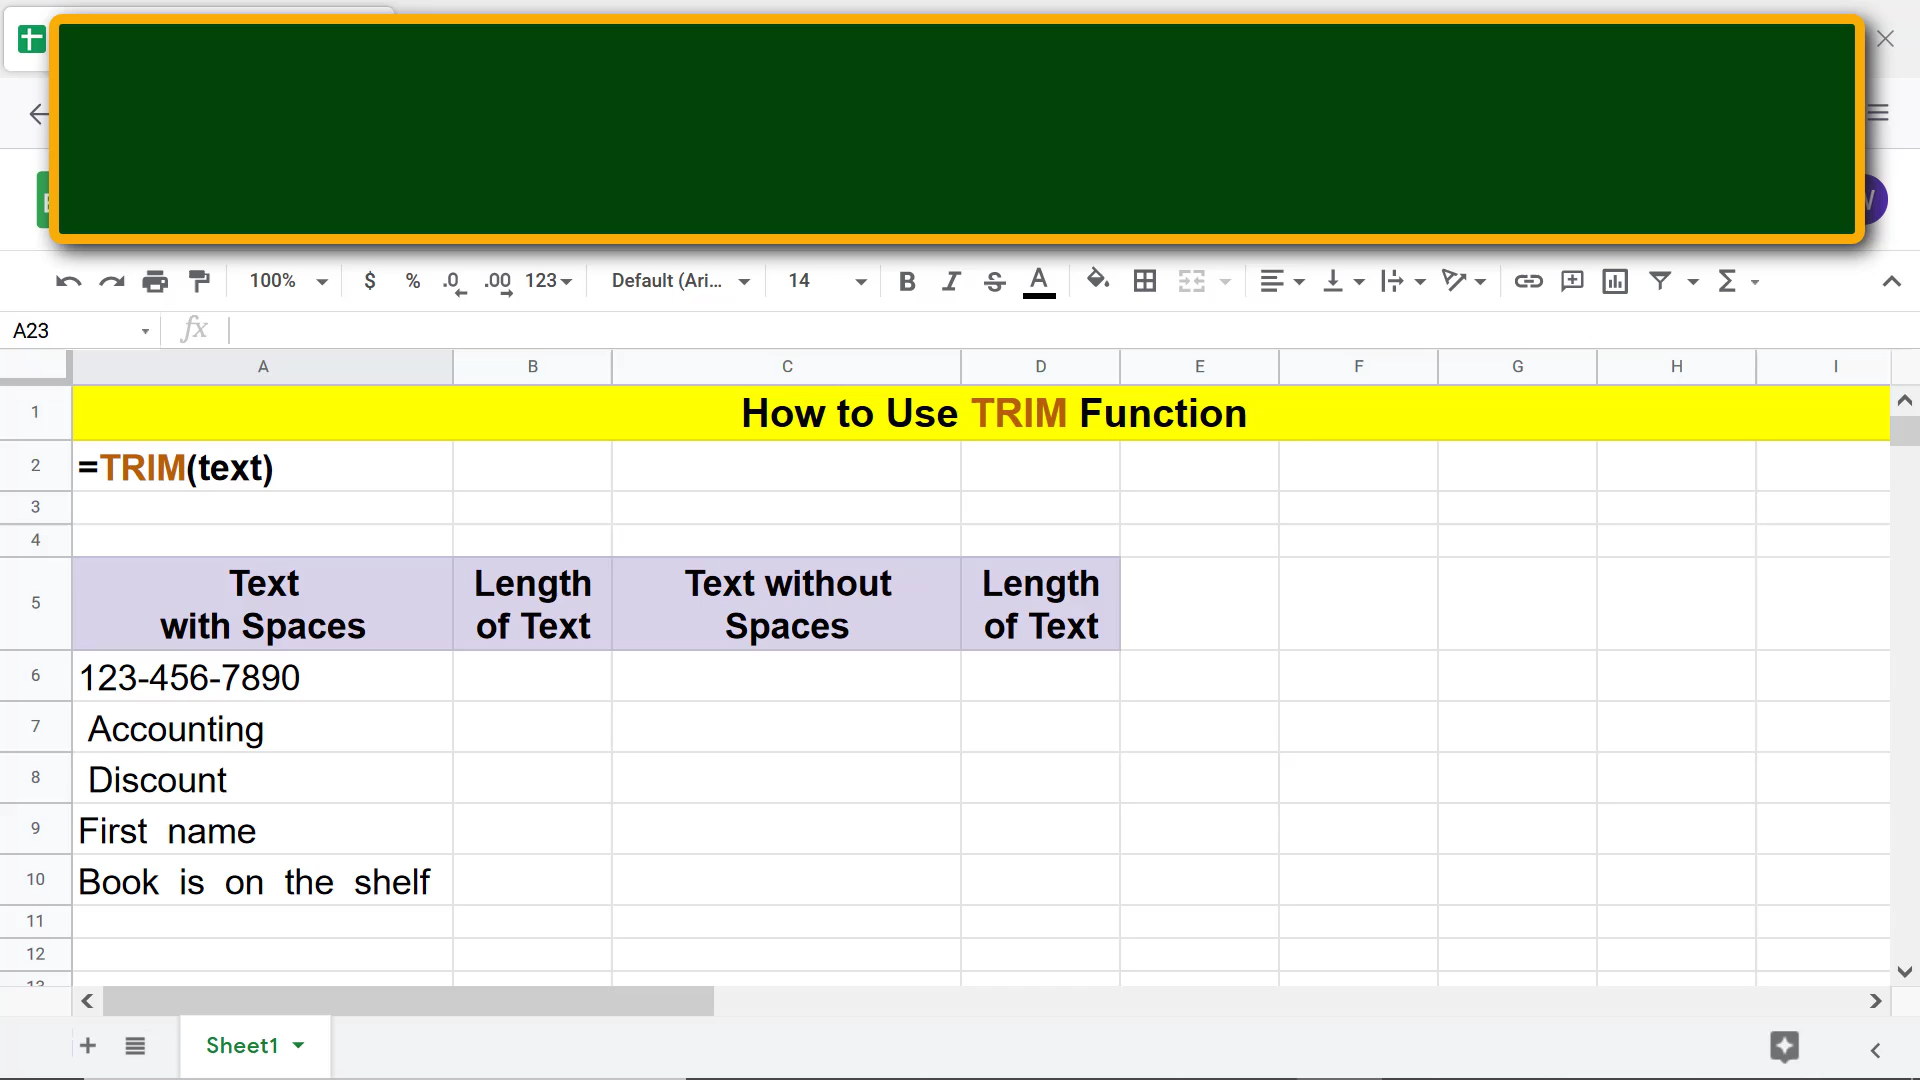 100% $ % .0 .00 123 Default (Ari... 14 B I S A
A23 fx
A B C D E F G H I
1 How to Use TRIM Function
2 =TRIM(text)
3
4
5 Text with Spaces Length of Text Text without Spaces Length of Text
6 123-456-7890
7 Accounting
8 Discount
9 First  name
10 Book  is  on  the  shelf
11
12
Sheet1